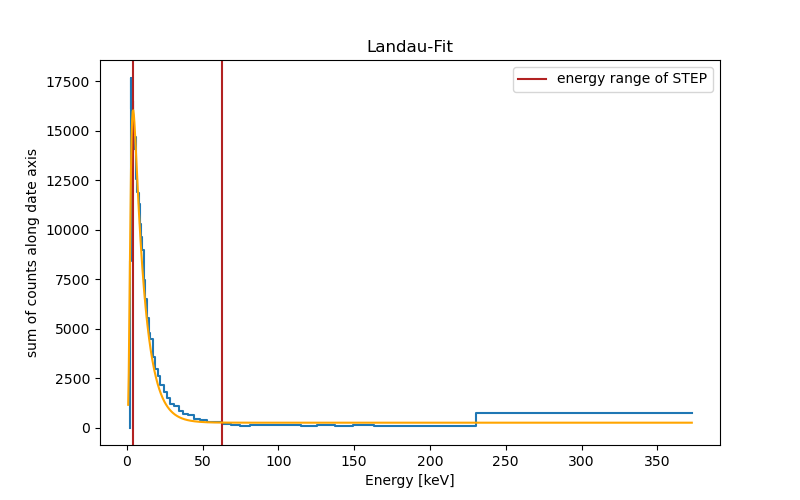 Landau-Fit
energy range of STEP
17500
15000
12500
10000
7500
5000
2500
0
sum of counts along date axis
0 50 100 150 200 250 300 350
Energy [keV]